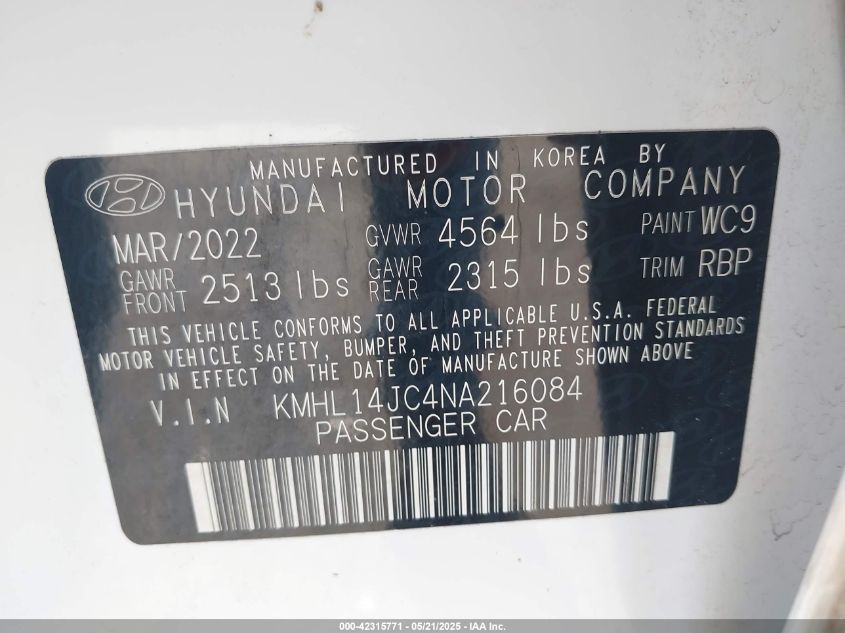 MANUFACTURED IN KOREA BY
HYUNDAI MOTOR COMPANY
MAR/2022 GVWR 4564 lbs PAINT WC9
GAWR FRONT 2513 lbs GAWR REAR 2315 lbs TRIM RBP
THIS VEHICLE CONFORMS TO ALL APPLICABLE U.S.A. FEDERAL
MOTOR VEHICLE SAFETY, BUMPER, AND THEFT PREVENTION STANDARDS
IN EFFECT ON THE DATE OF MANUFACTURE SHOWN ABOVE
V.I.N KMHL14JC4NA216084
PASSENGER CAR
000-42315771 - 05/21/2025 - IAA Inc.